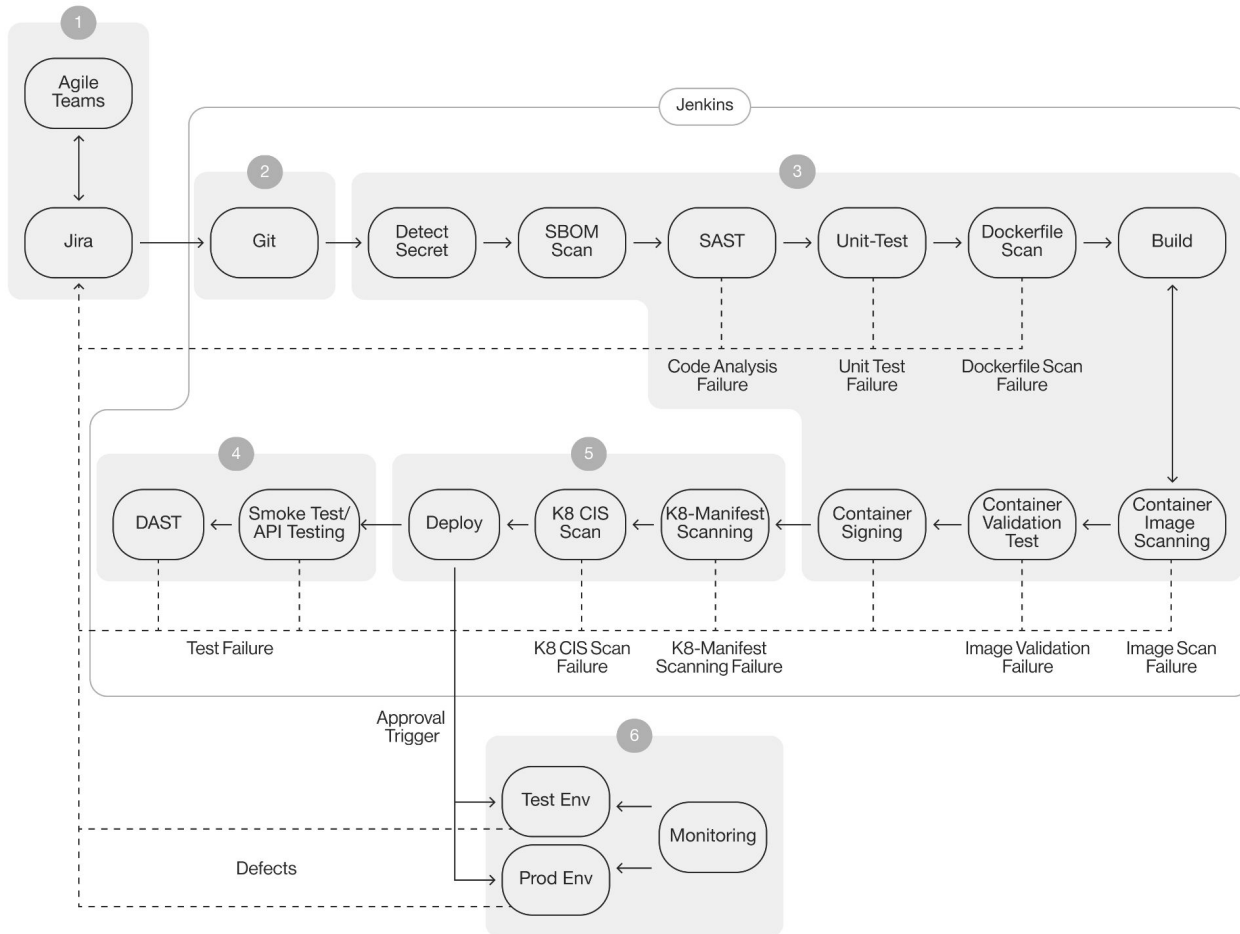 1
Agile
Teams
Jenkins
2
3
Jira
Git
Detect
Secret
SBOM
Scan
SAST
Unit-Test
Dockerfile
Scan
Build
Code Analysis
Failure
Unit Test
Failure
Dockerfile Scan
Failure
4
5
DAST
Smoke Test/
API Testing
Deploy
K8 CIS
Scan
K8-Manifest
Scanning
Container
Signing
Container
Validation
Test
Container
Image
Scanning
Test Failure
K8 CIS Scan
Failure
K8-Manifest
Scanning Failure
Image Validation
Failure
Image Scan
Failure
Approval
Trigger
6
Test Env
Monitoring
Defects
Prod Env